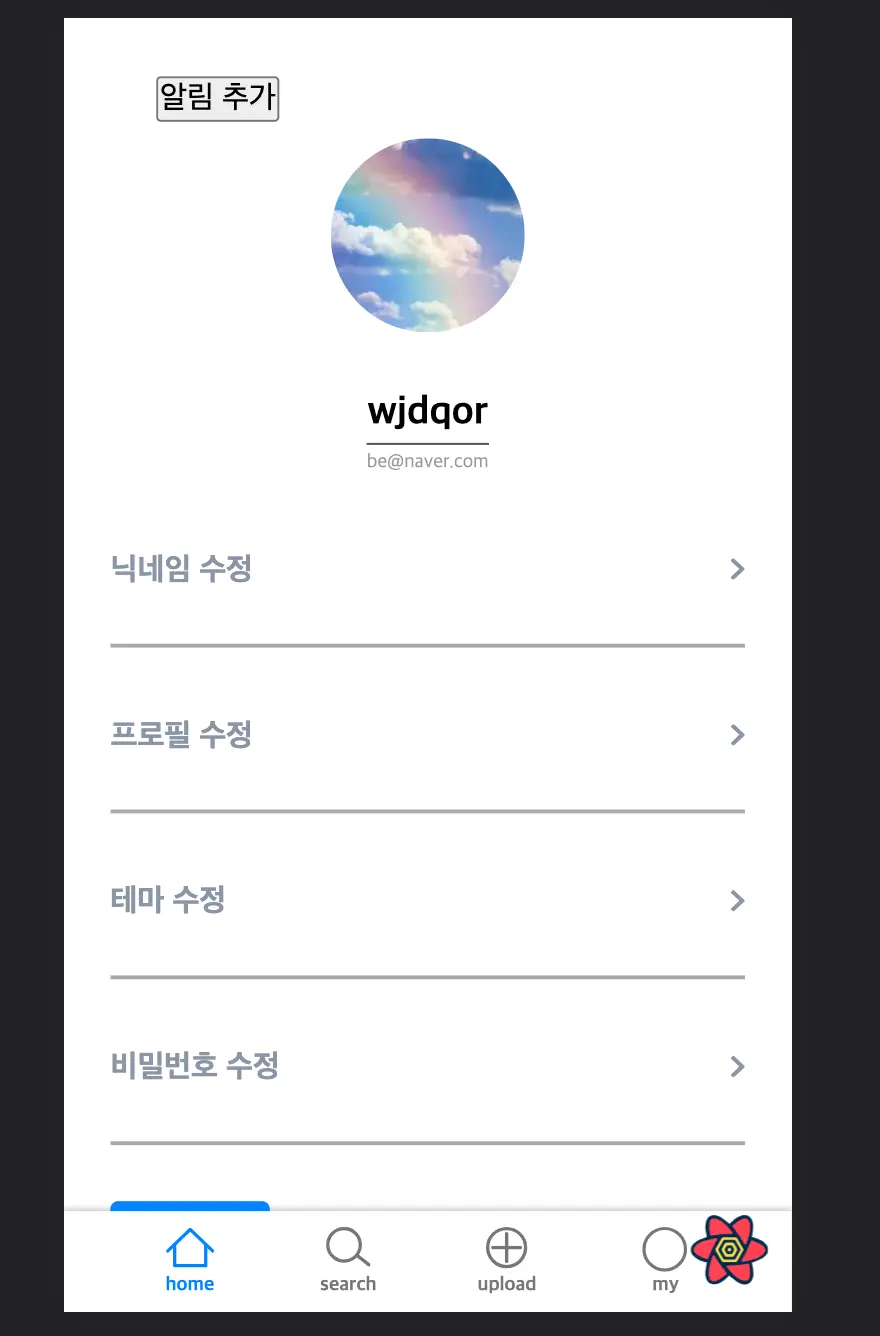 알림 추가
wjdqor
be@naver.com
닉네임 수정
프로필 수정
테마 수정
비밀번호 수정
home search upload my